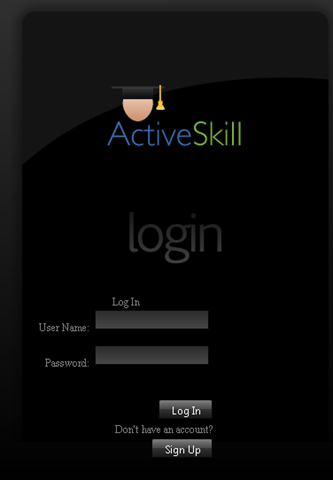 ActiveSkill
login
Log In
User Name:
Password:
Log In
Don't have an account?
Sign Up